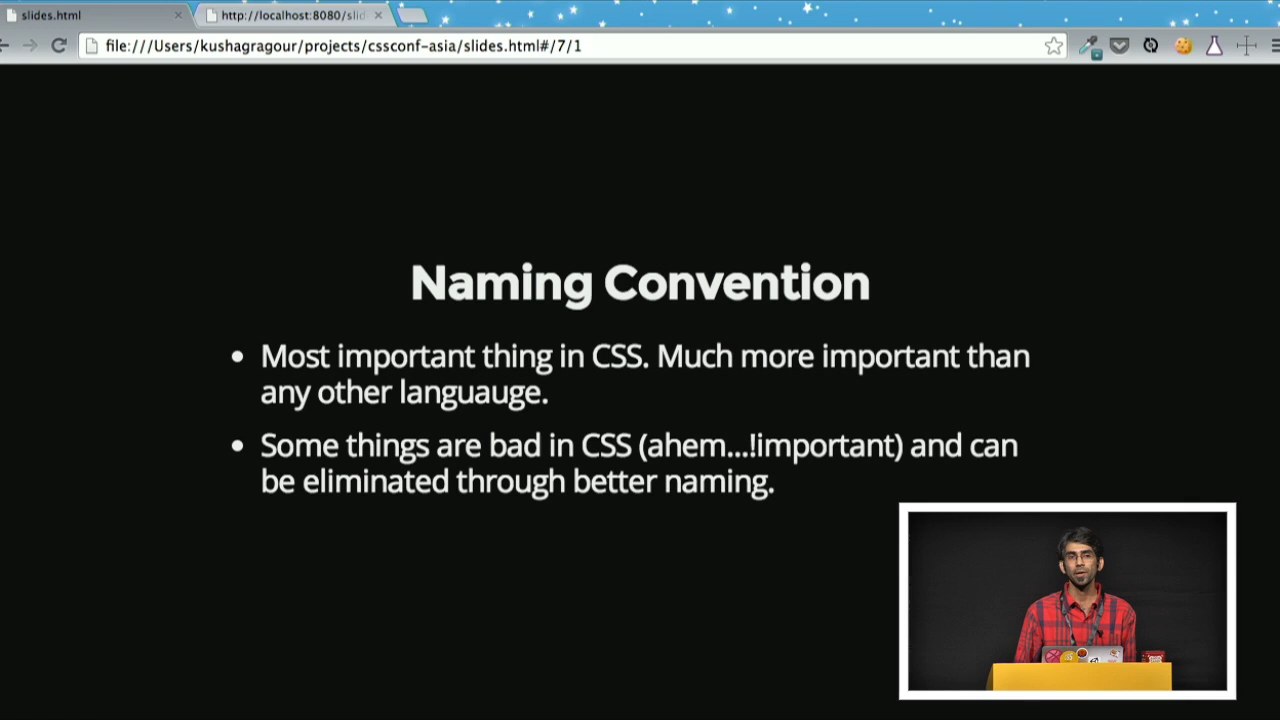 slides.html
http://localhost:8080/slid
file:///Users/kushagragour/projects/cssconf-asia/slides.html#/7/1
Naming Convention
• Most important thing in CSS. Much more important than
any other languauge.
• Some things are bad in CSS (ahem...!important) and can
be eliminated through better naming.